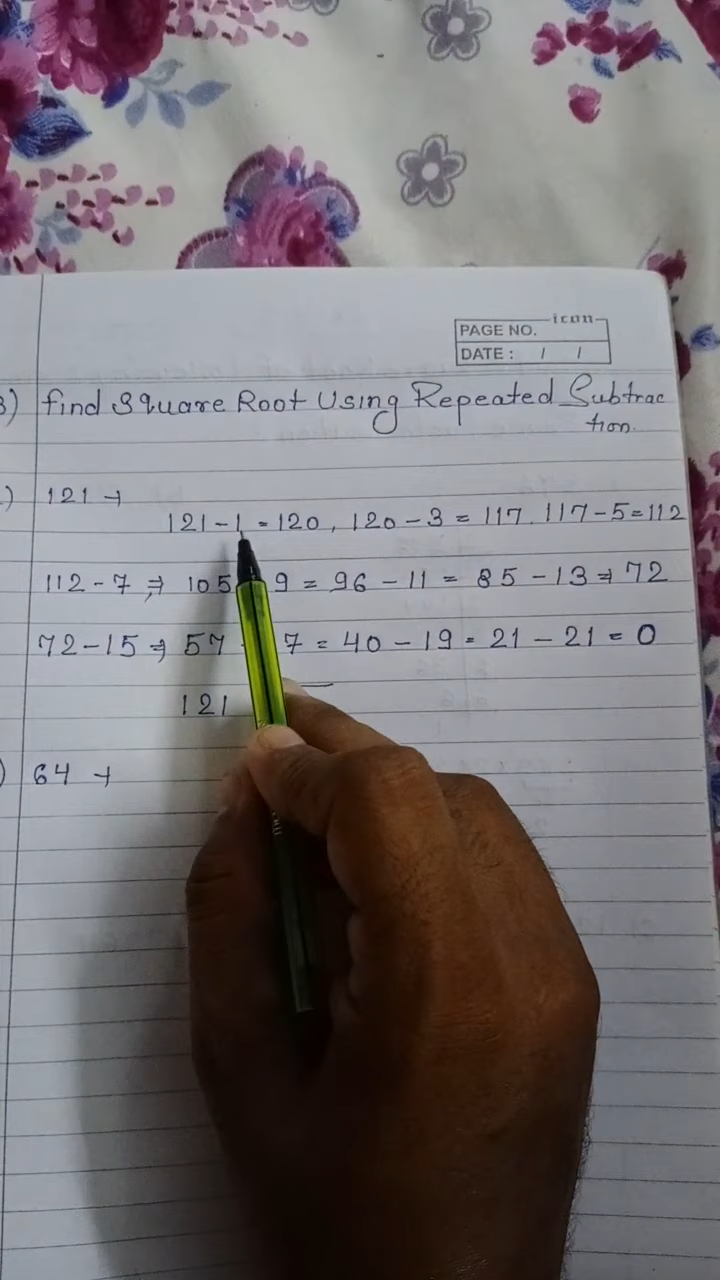 icon
PAGE NO.
DATE : / /
3) find Square Root Using Repeated Subtrac
tion.
) 121 →
121 - 1 = 120, 120 - 3 = 117. 117 - 5 = 112
112 - 7 ⇒ 105 9 = 96 - 11 = 85 - 13 ⇒ 72
72 - 15 ⇒ 57 7 = 40 - 19 = 21 - 21 = 0
121
) 64 →